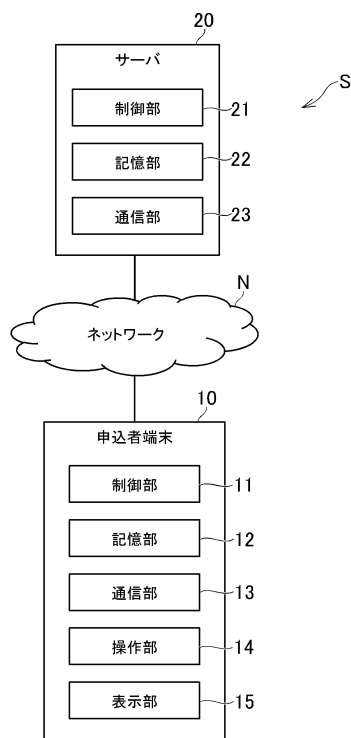 20
サーバ
S
制御部 21
記憶部 22
通信部 23
N
ネットワーク
10
申込者端末
制御部 11
記憶部 12
通信部 13
操作部 14
表示部 15